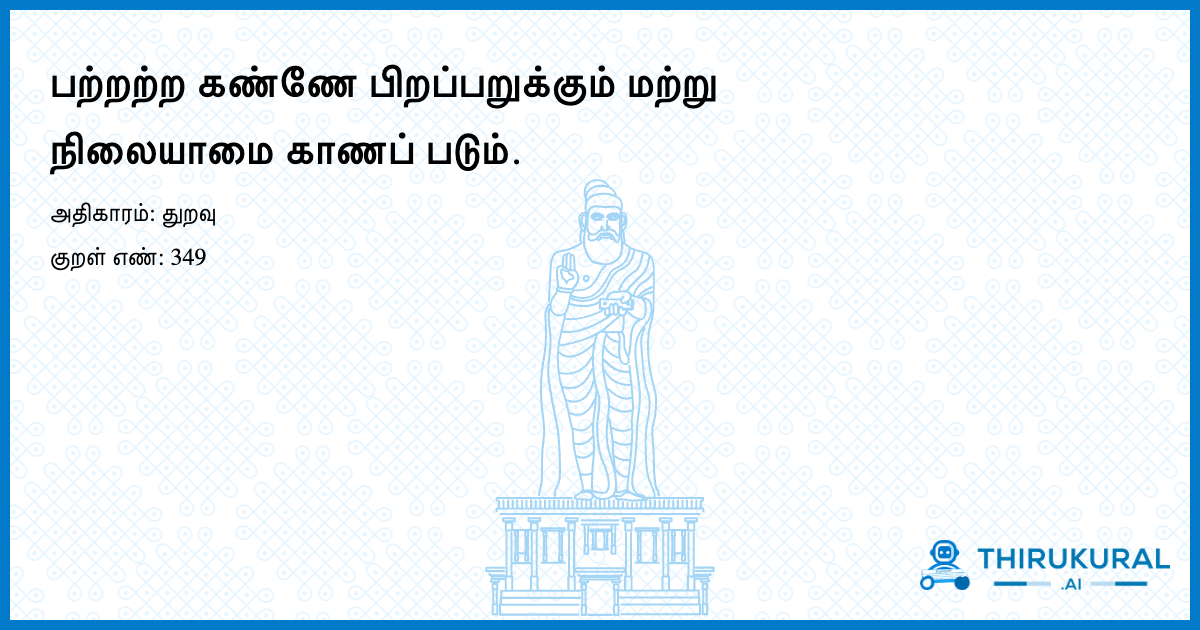 பற்றற்ற கண்ணே பிறப்பறுக்கும் மற்று
நிலையாமை காணப் படும்.
அதிகாரம்: துறவு
குறள் எண்: 349
THIRUKURAL
.AI